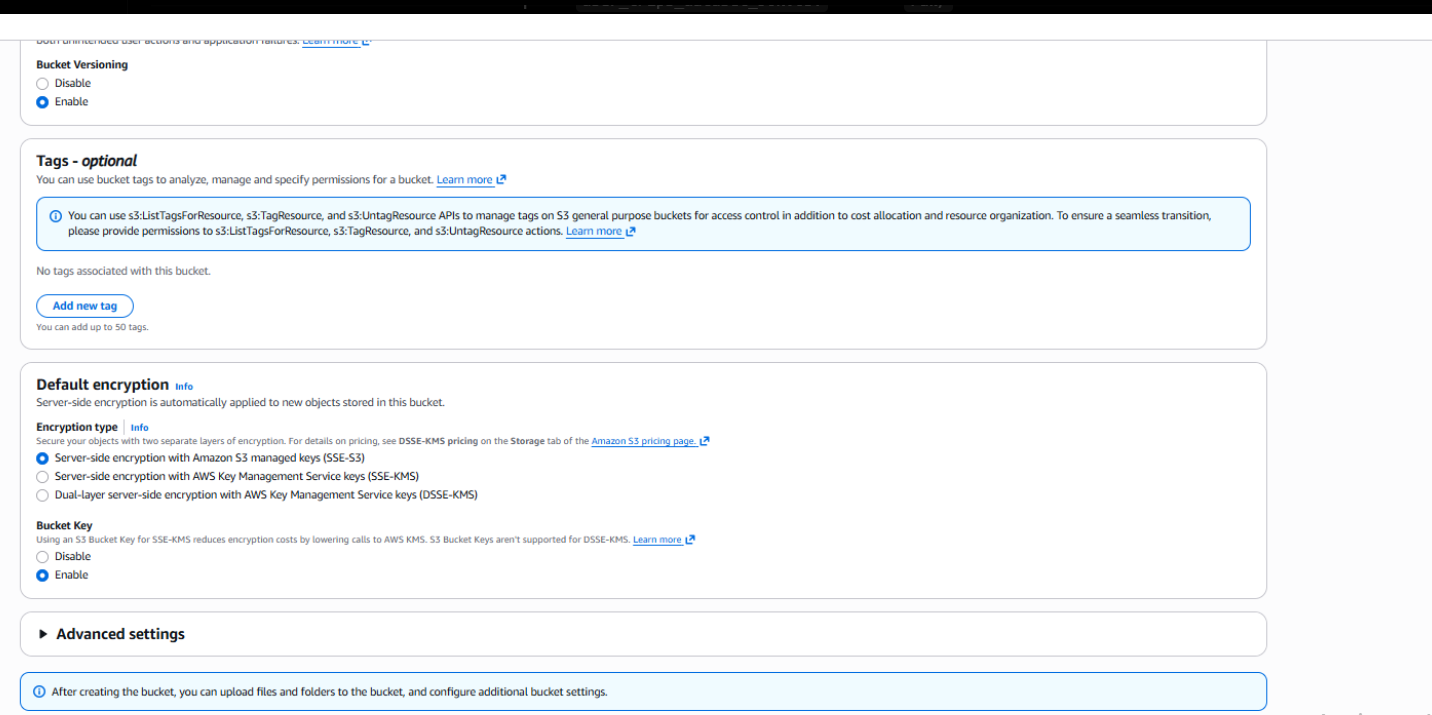 both unintended user actions and application failures. Learn more
Bucket Versioning
Disable
Enable
Tags - optional
You can use bucket tags to analyze, manage and specify permissions for a bucket. Learn more
You can use s3:ListTagsForResource, s3:TagResource, and s3:UntagResource APIs to manage tags on S3 general purpose buckets for access control in addition to cost allocation and resource organization. To ensure a seamless transition,
please provide permissions to s3:ListTagsForResource, s3:TagResource, and s3:UntagResource actions. Learn more
No tags associated with this bucket.
Add new tag
You can add up to 50 tags.
Default encryption Info
Server-side encryption is automatically applied to new objects stored in this bucket.
Encryption type Info
Secure your objects with two separate layers of encryption. For details on pricing, see DSSE-KMS pricing on the Storage tab of the Amazon S3 pricing page.
Server-side encryption with Amazon S3 managed keys (SSE-S3)
Server-side encryption with AWS Key Management Service keys (SSE-KMS)
Dual-layer server-side encryption with AWS Key Management Service keys (DSSE-KMS)
Bucket Key
Using an S3 Bucket Key for SSE-KMS reduces encryption costs by lowering calls to AWS KMS. S3 Bucket Keys aren't supported for DSSE-KMS. Learn more
Disable
Enable
Advanced settings
After creating the bucket, you can upload files and folders to the bucket, and configure additional bucket settings.